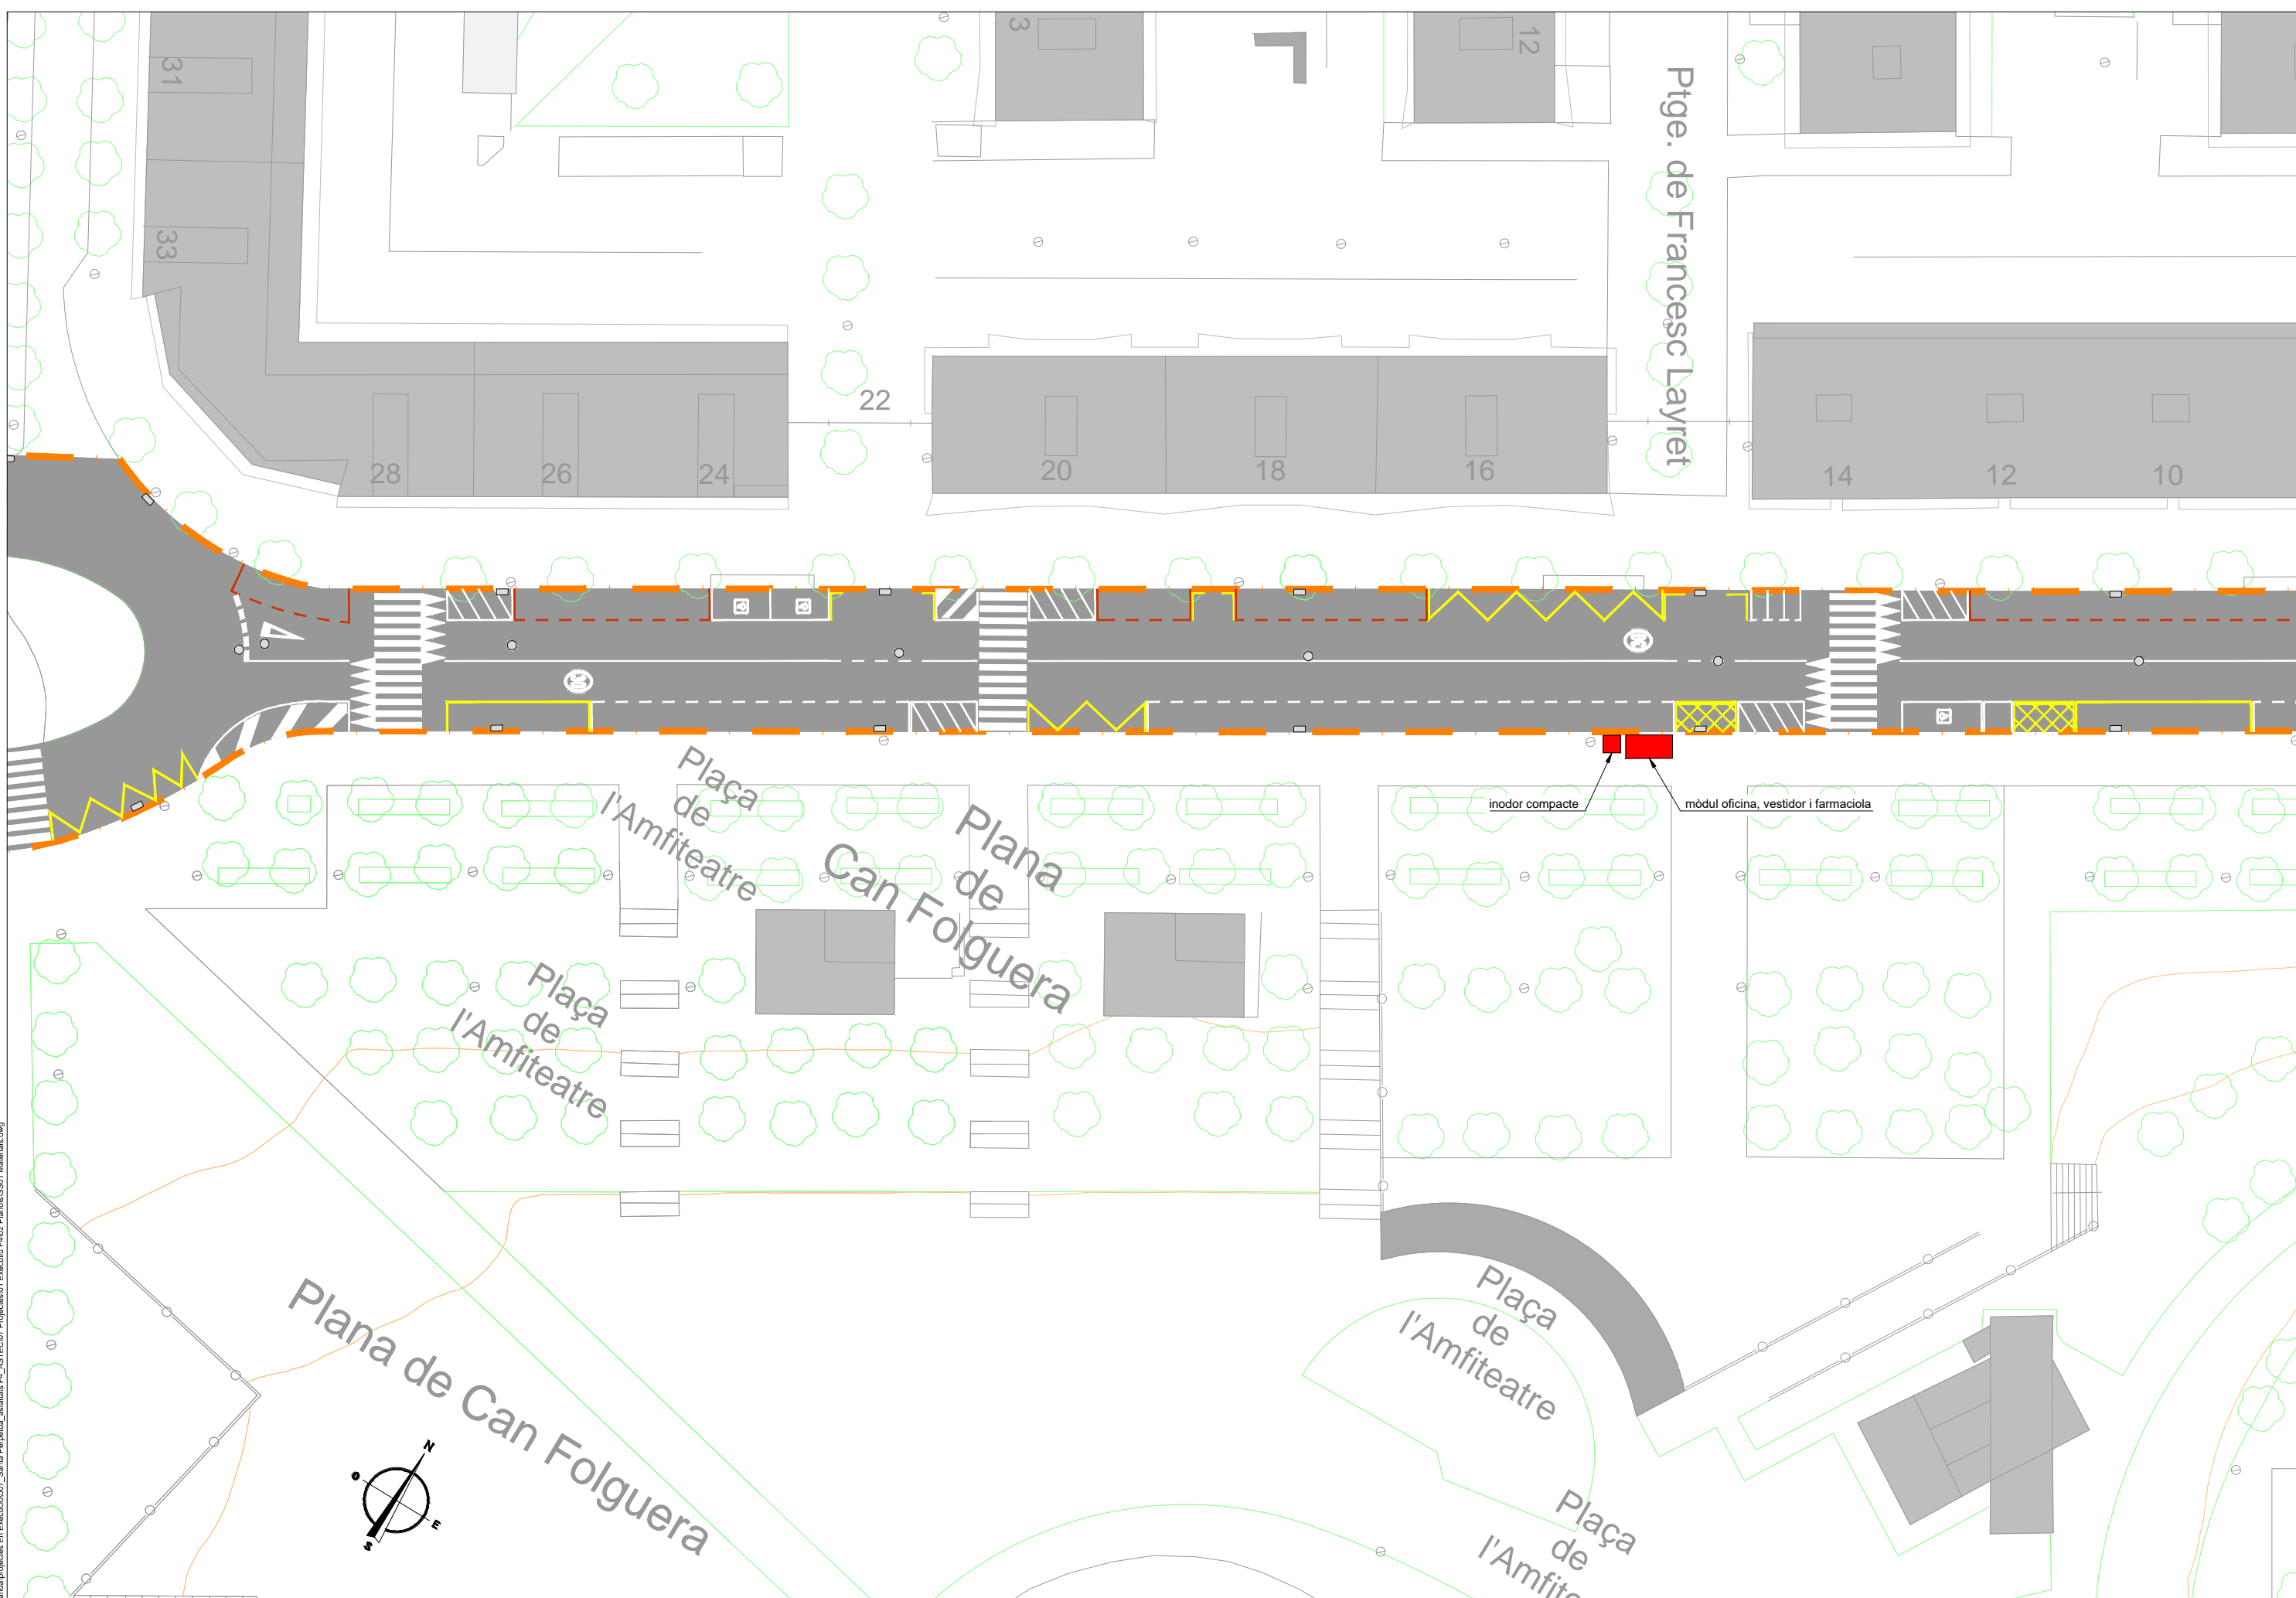 31
3
12
Ptge. de Francesc Layret
33
22
28
26
24
20
18
16
14
12
10
inodor compacte
mòdul oficina, vestidor i farmaciola
Plaça
de
l'Amfiteatre
Plana
de
Can Folguera
Plaça
de
l'Amfiteatre
Plana de Can Folguera
Plaça
de
l'Amfiteatre
Plaça
de
N
O
E
S